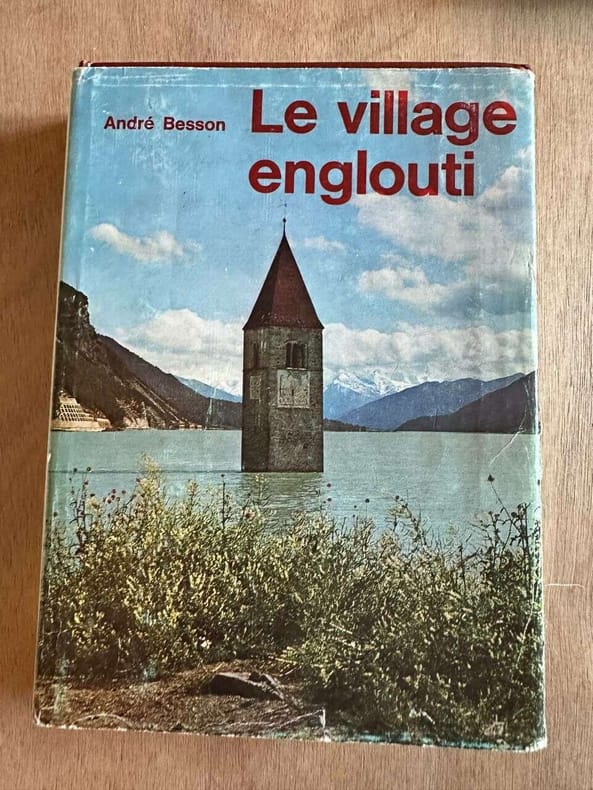 André Besson
Le village
englouti